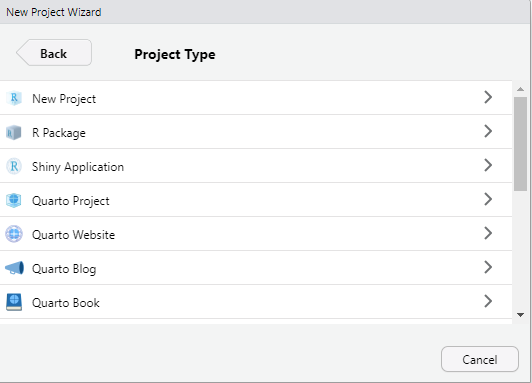 New Project Wizard
Back
Project Type
R New Project
R Package
R Shiny Application
Quarto Project
Quarto Website
Quarto Blog
Quarto Book
Cancel